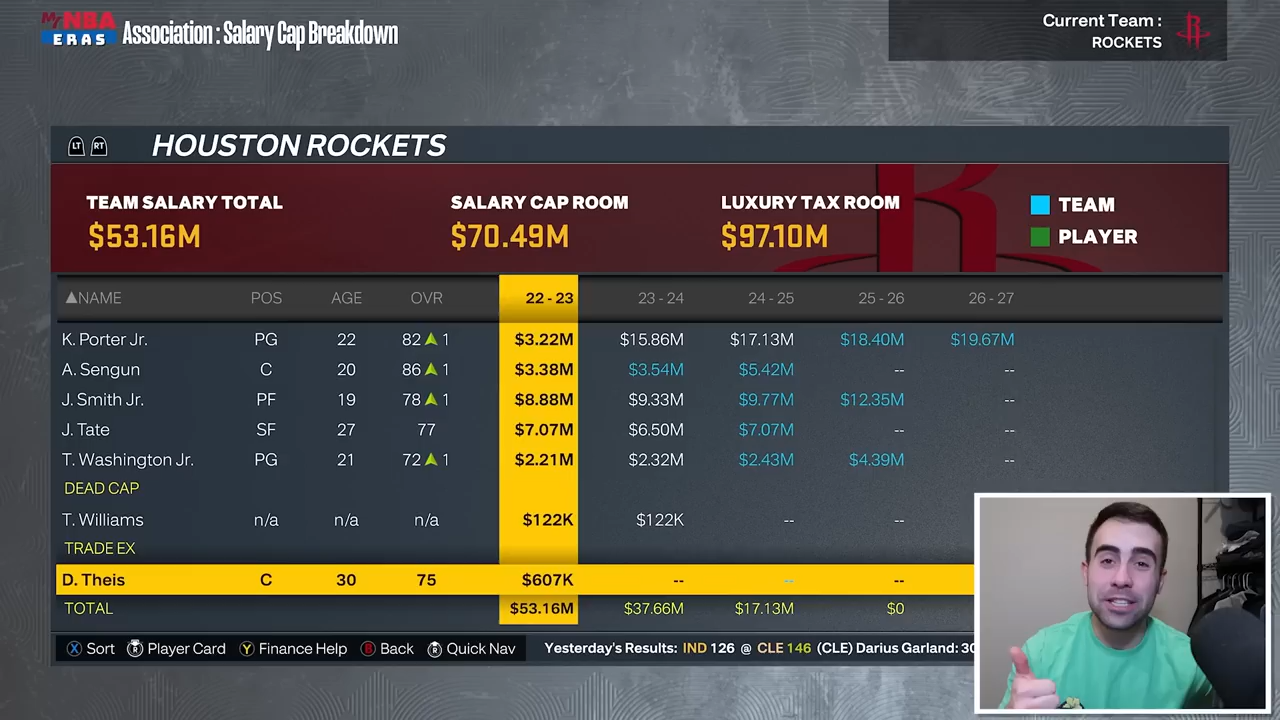 MyNBA
ERAS
Association : Salary Cap Breakdown
Current Team :
ROCKETS
LT RT HOUSTON ROCKETS
TEAM SALARY TOTAL SALARY CAP ROOM LUXURY TAX ROOM TEAM
$53.16M $70.49M $97.10M PLAYER
▲NAME POS AGE OVR 22 - 23 23 - 24 24 - 25 25 - 26 26 - 27
K. Porter Jr. PG 22 82 ▲ 1 $3.22M $15.86M $17.13M $18.40M $19.67M
A. Sengun C 20 86 ▲ 1 $3.38M $3.54M $5.42M -- --
J. Smith Jr. PF 19 78 ▲ 1 $8.88M $9.33M $9.77M $12.35M --
J. Tate SF 27 77 $7.07M $6.50M $7.07M -- --
T. Washington Jr. PG 21 72 ▲ 1 $2.21M $2.32M $2.43M $4.39M --
DEAD CAP
T. Williams n/a n/a n/a $122K $122K -- --
TRADE EX
D. Theis C 30 75 $607K -- -- --
TOTAL $53.16M $37.66M $17.13M $0
X Sort R Player Card Y Finance Help B Back R Quick Nav Yesterday's Results: IND 126 @ CLE 146 (CLE) Darius Garland: 30